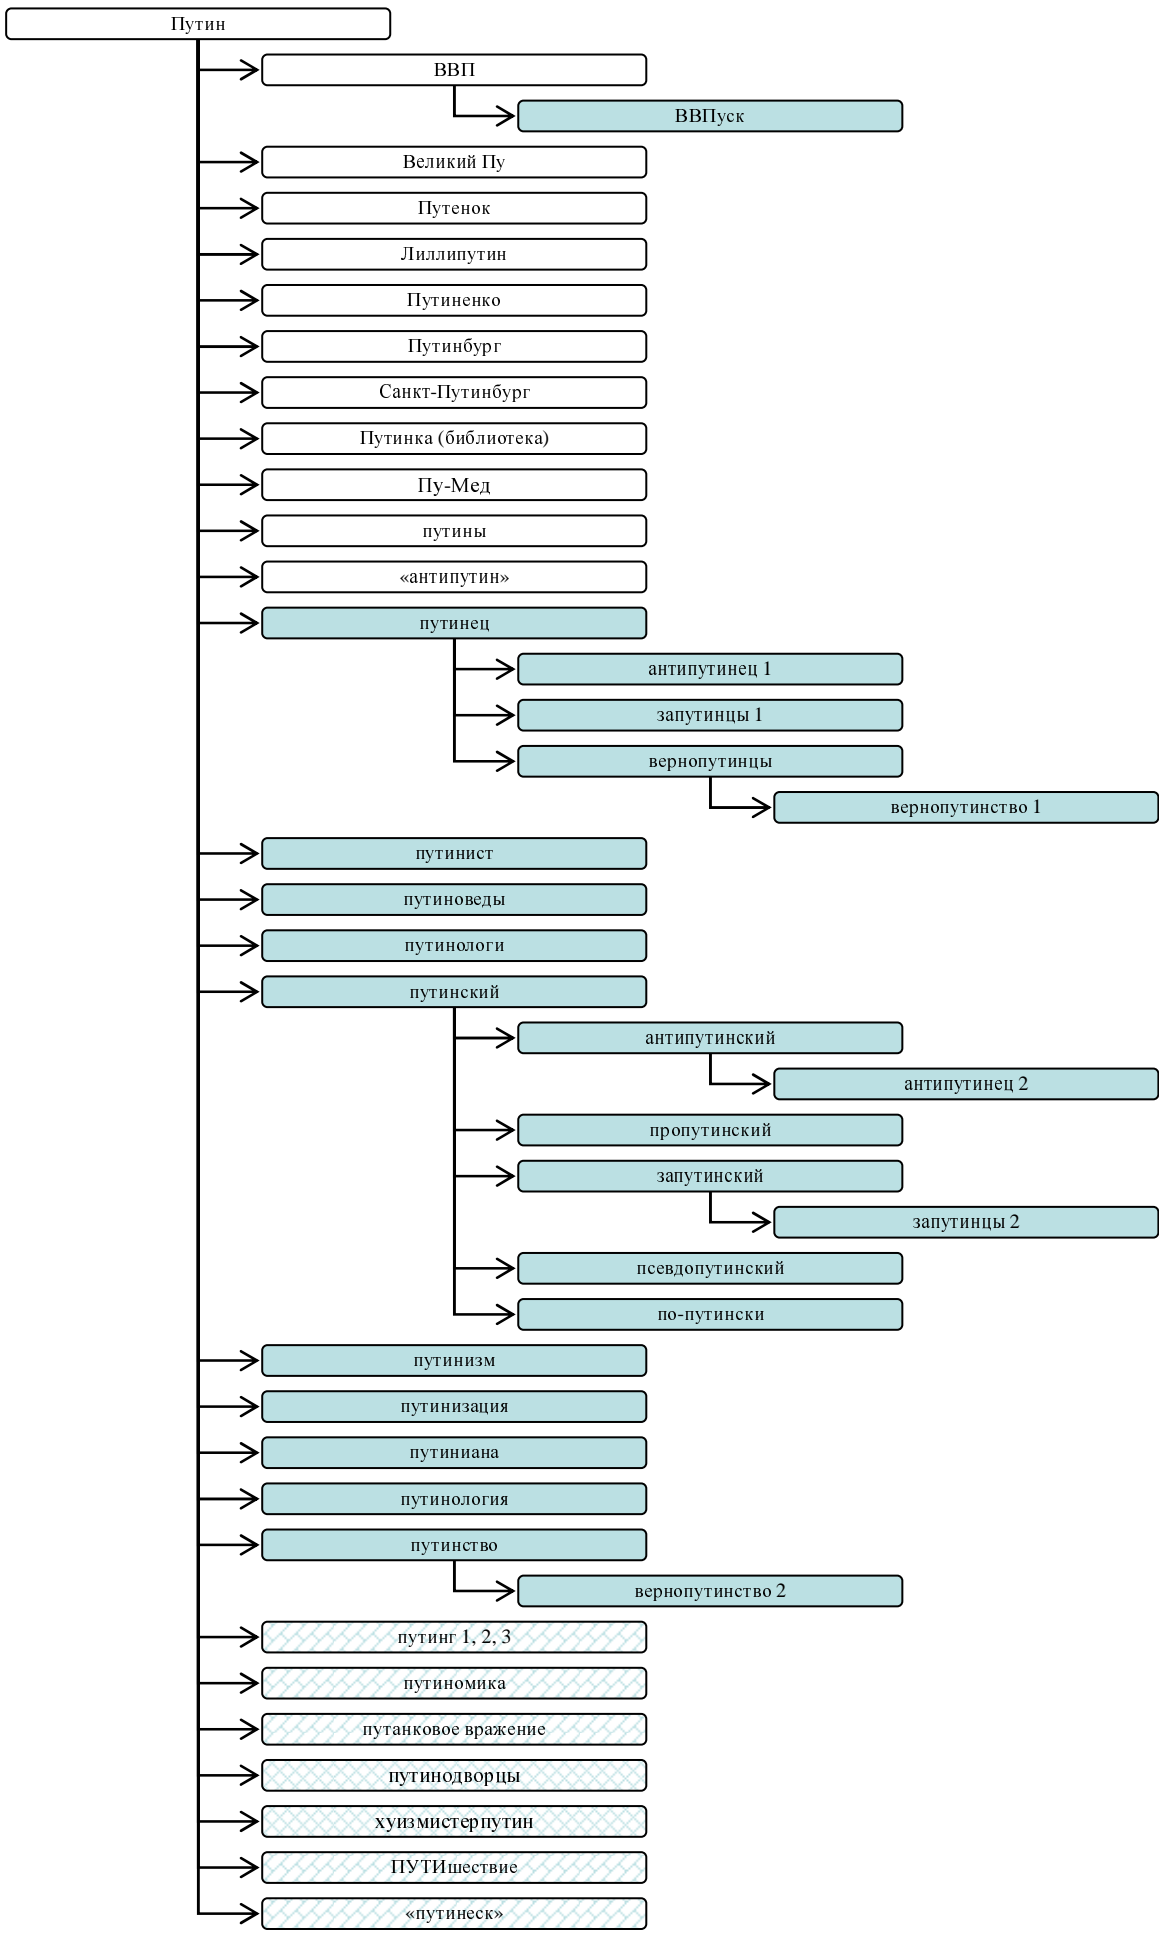 Путин
ВВП
ВВПуск
Великий Пу
Путенок
Лиллипутин
Путиненко
Путинбург
Санкт-Путинбург
Путинка (библиотека)
Пу-Мед
путины
«антипутин»
путинец
антипутинец 1
запутинцы 1
вернопутинцы
вернопутинство 1
путинист
путиноведы
путинологи
путинский
антипутинский
антипутинец 2
пропутинский
запутинский
запутинцы 2
псевдопутинский
по-путински
путинизм
путинизация
путиниана
путинология
путинство
вернопутинство 2
путинг 1, 2, 3
путиномика
путанковое вражение
путинодворцы
хуизмистерпутин
ПУТИшествие
«путинеск»